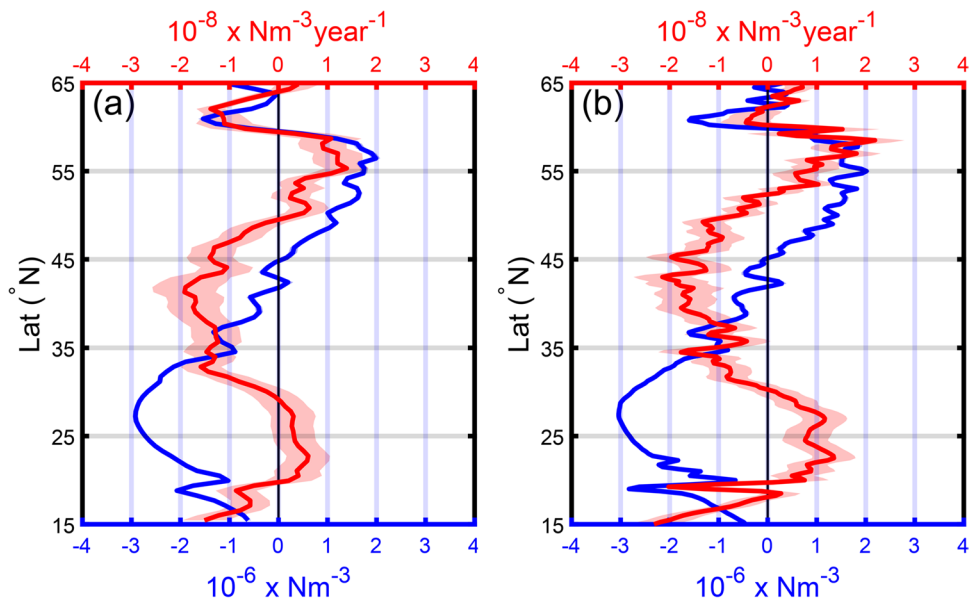 10-8 x Nm-3year-1 10-8 x Nm-3year-1
-4 -3 -2 -1 0 1 2 3 4 -4 -3 -2 -1 0 1 2 3 4
65 (a) 65 (b)
55 55
45 45
Lat (° N) Lat (° N)
35 35
25 25
15 15
-4 -3 -2 -1 0 1 2 3 4 -4 -3 -2 -1 0 1 2 3 4
10-6 x Nm-3 10-6 x Nm-3